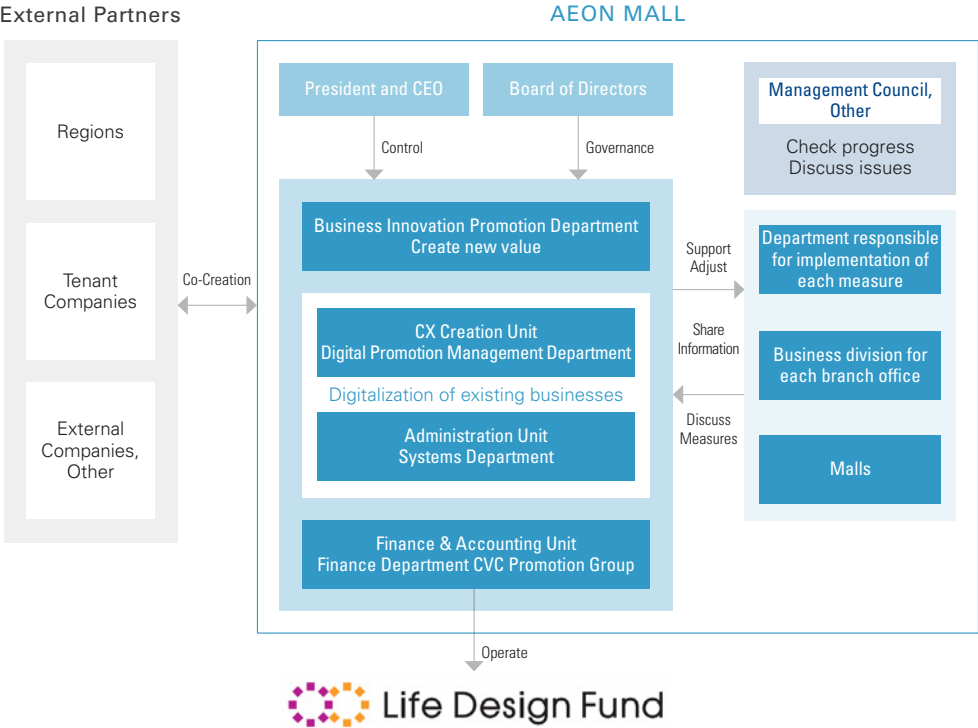 External Partners
AEON MALL
Regions
Tenant
Companies
External
Companies,
Other
Co-Creation
President and CEO
Board of Directors
Control
Governance
Business Innovation Promotion Department
Create new value
CX Creation Unit
Digital Promotion Management Department
Digitalization of existing businesses
Administration Unit
Systems Department
Finance & Accounting Unit
Finance Department CVC Promotion Group
Support
Adjust
Share
Information
Discuss
Measures
Management Council,
Other
Check progress
Discuss issues
Department responsible
for implementation of
each measure
Business division for
each branch office
Malls
Operate
Life Design Fund